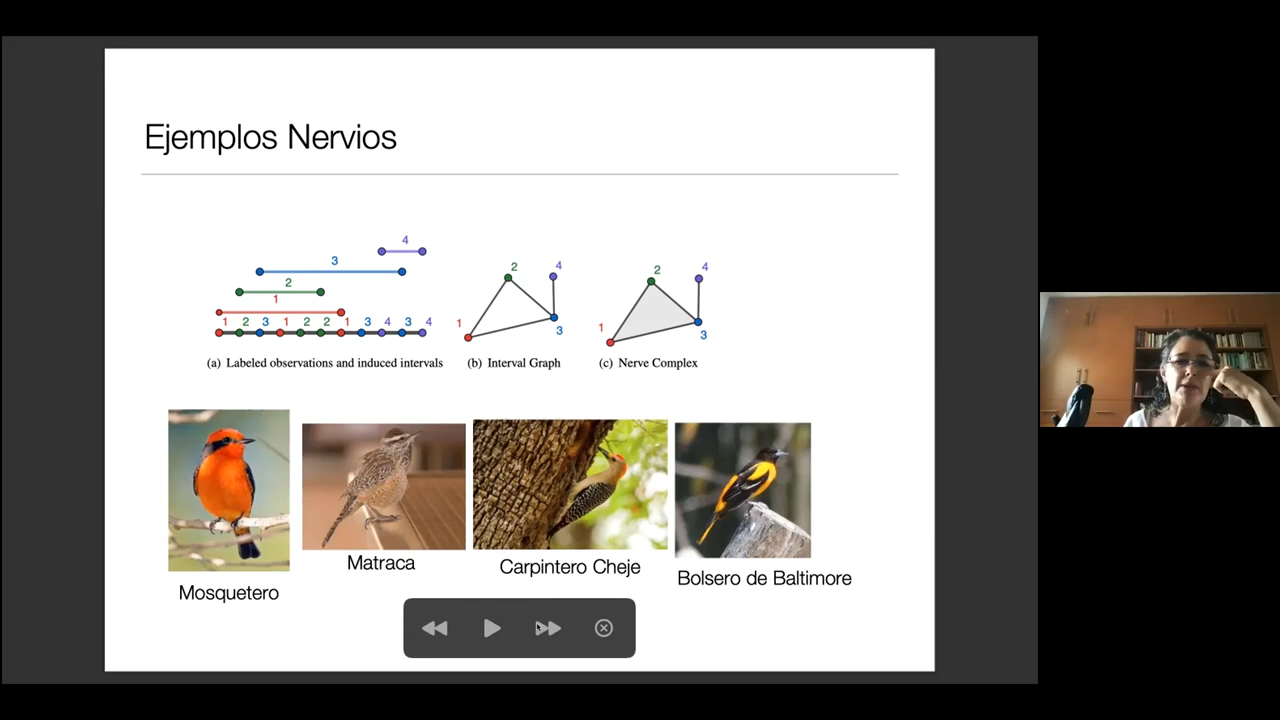 Ejemplos Nervios
4
3
2
1
1 2 3 1 2 2 1 3 4 3 4
(a) Labeled observations and induced intervals
2 4
1
3
(b) Interval Graph
2 4
1
3
(c) Nerve Complex
Mosquetero
Matraca
Carpintero Cheje
Bolsero de Baltimore